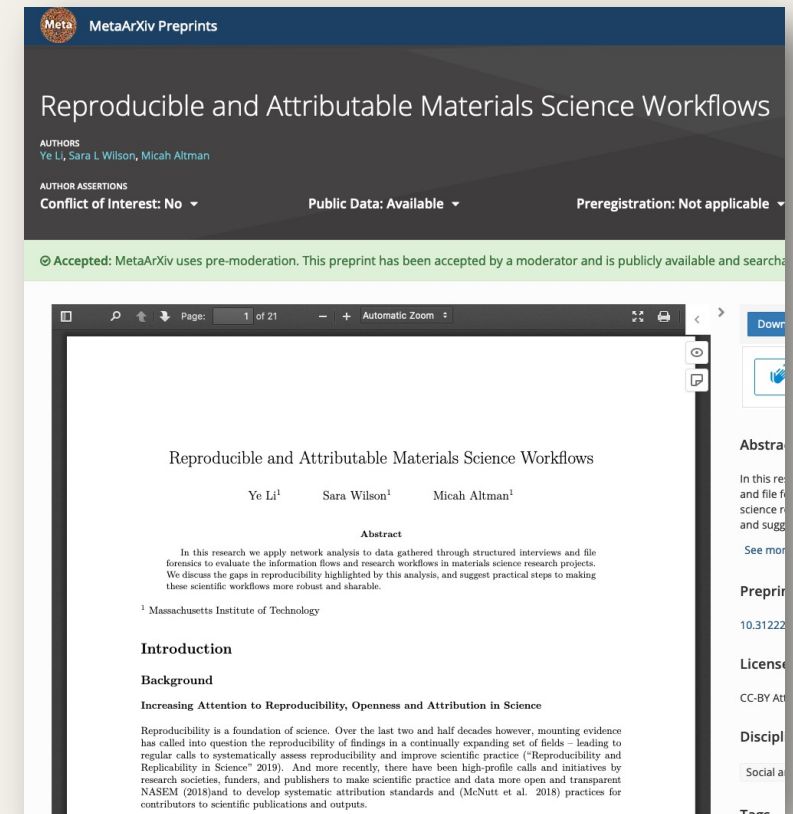 Meta MetaArXiv Preprints
Reproducible and Attributable Materials Science Workflows
AUTHORS
Ye Li, Sara L Wilson, Micah Altman
AUTHOR ASSERTIONS
Conflict of Interest: No Public Data: Available Preregistration: Not applicable
Accepted: MetaArXiv uses pre-moderation. This preprint has been accepted by a moderator and is publicly available and searcha
Page: 1 of 21 — + Automatic Zoom
Reproducible and Attributable Materials Science Workflows
Ye Li¹ Sara Wilson¹ Micah Altman¹
Abstract
In this research we apply network analysis to data gathered through structured interviews and file
forensics to evaluate the information flows and research workflows in materials science research projects.
We discuss the gaps in reproducibility highlighted by this analysis, and suggest practical steps to making
these scientific workflows more robust and sharable.
¹ Massachusetts Institute of Technology
Introduction
Background
Increasing Attention to Reproducibility, Openness and Attribution in Science
Reproducibility is a foundation of science. Over the last two and half decades however, mounting evidence
has called into question the reproducibility of findings in a continually expanding set of fields – leading to
regular calls to systematically assess reproducibility and improve scientific practice (“Reproducibility and
Replicability in Science” 2019). And more recently, there have been high-profile calls and initiatives by
research societies, funders, and publishers to make scientific practice and data more open and transparent
NASEM (2018)and to develop systematic attribution standards and (McNutt et al. 2018) practices for
contributors to scientific publications and outputs.
Down
Abstra
In this re
and file f
science r
and sugg
See mor
Preprin
10.31222
License
CC-BY Att
Discipl
Social a